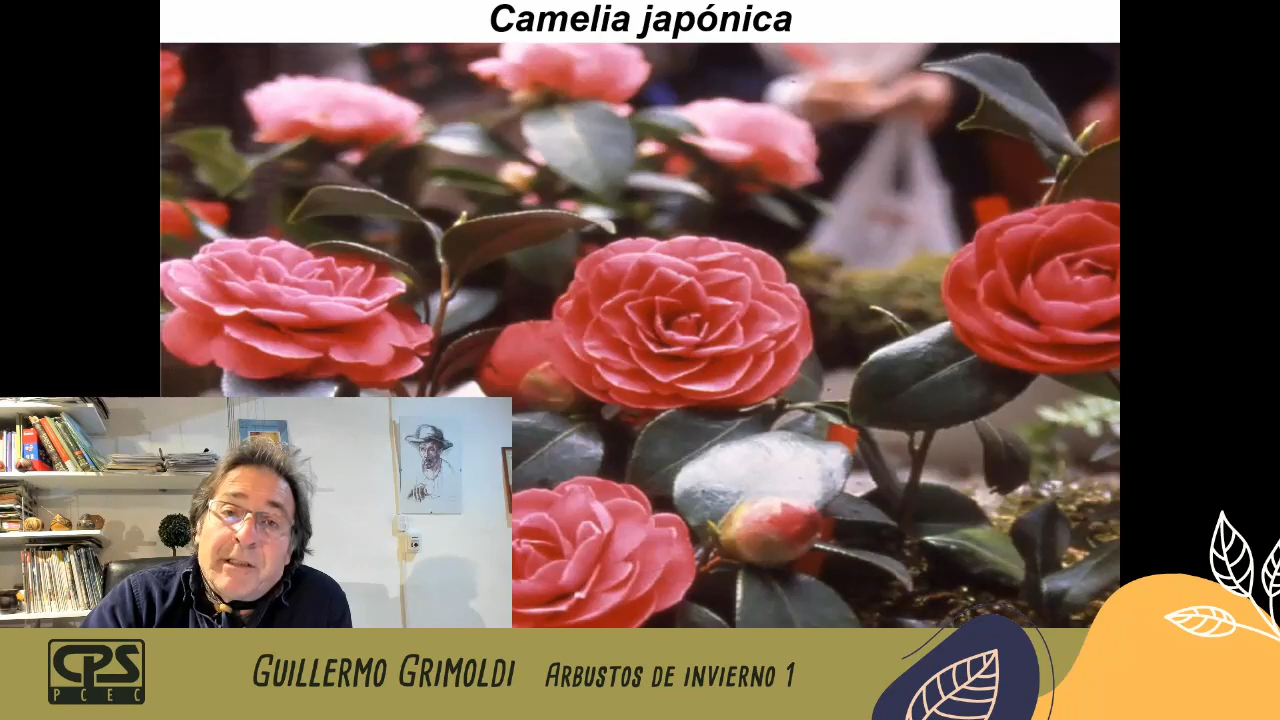 Camelia japónica
CPS
PCEC
GUILLERMO GRIMOLDI ARBUSTOS DE INVIERNO 1